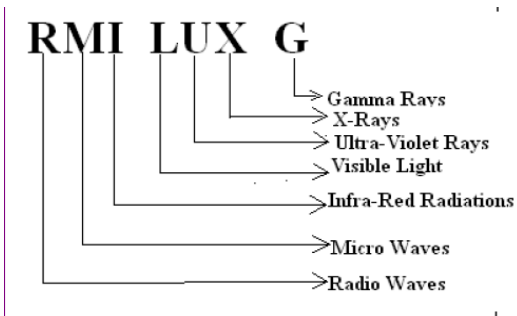 RMI LUX G
Gamma Rays
X-Rays
Ultra-Violet Rays
Visible Light
Infra-Red Radiations
Micro Waves
Radio Waves